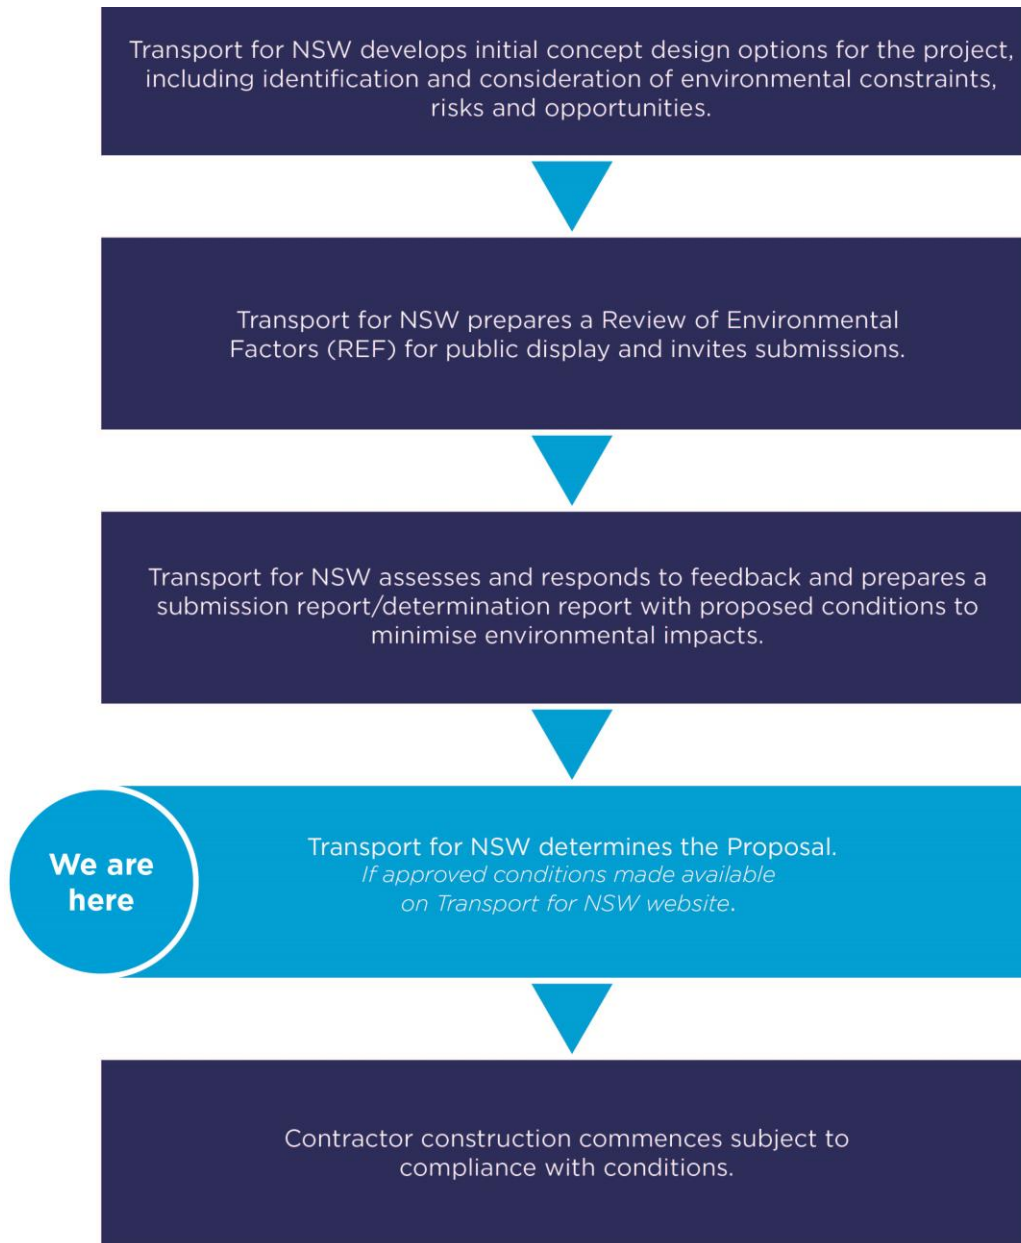 Transport for NSW develops initial concept design options for the project,
including identification and consideration of environmental constraints,
risks and opportunities.
Transport for NSW prepares a Review of Environmental
Factors (REF) for public display and invites submissions.
Transport for NSW assesses and responds to feedback and prepares a
submission report/determination report with proposed conditions to
minimise environmental impacts.
We are
here
Transport for NSW determines the Proposal.
If approved conditions made available
on Transport for NSW website.
Contractor construction commences subject to
compliance with conditions.